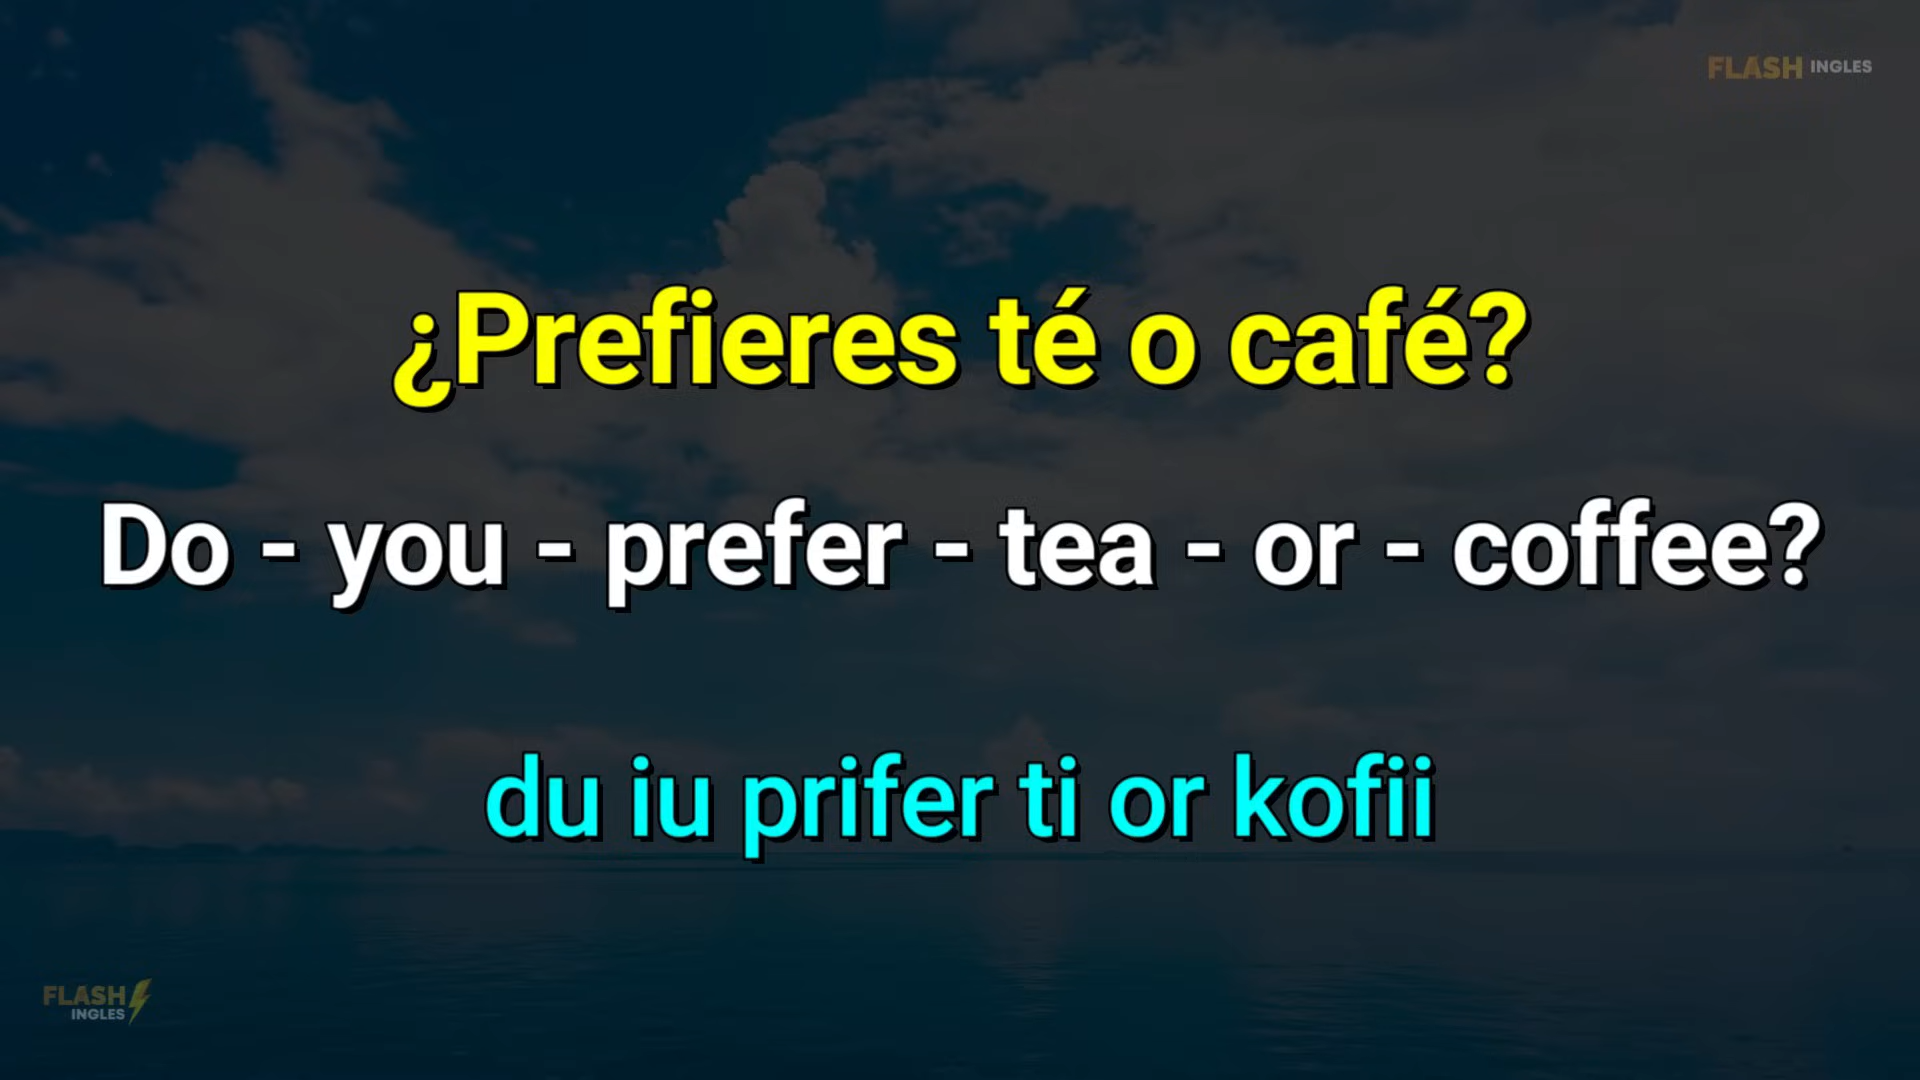 FLASH INGLES
¿Prefieres té o café?
Do - you - prefer - tea - or - coffee?
du iu prifer ti or kofii
FLASH
INGLES